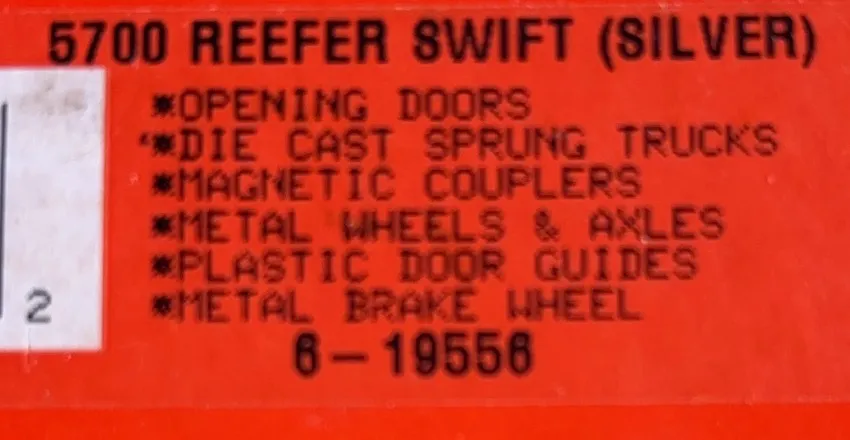 5700 REEFER SWIFT (SILVER)
*OPENING DOORS
*DIE CAST SPRUNG TRUCKS
*MAGNETIC COUPLERS
*METAL WHEELS & AXLES
*PLASTIC DOOR GUIDES
*METAL BRAKE WHEEL
2
6-19556